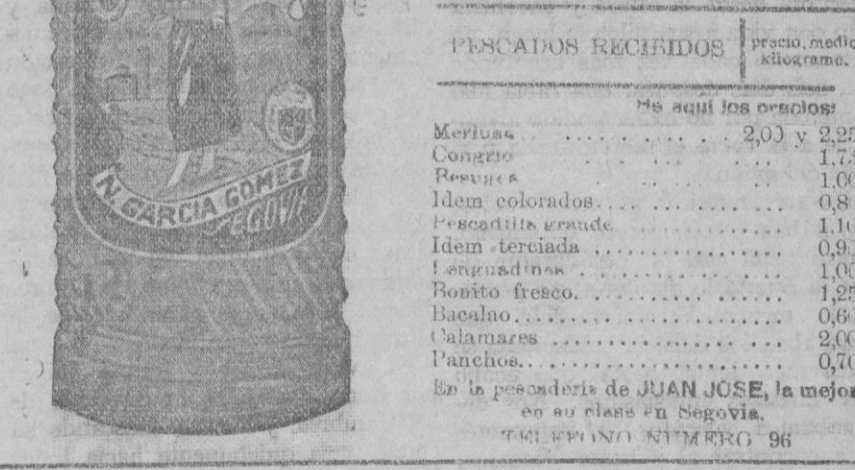 N. GARCIA GOMEZ
SEGOVIA
PESCADOS RECIBIDOS
precio, medio
kilogramo.
He aquí los precios:
Merluza ........ 2,00 y 2,25
Congrio ........ 1,7
Besugos ........ 1,00
Idem colorados ........ 0,8
Pescadilla grande ........ 1,10
Idem terciada ........ 0,9
Lenguadinas ........ 1,00
Bonito fresco ........ 1,25
Bacalao ........ 0,6
Calamares ........ 2,00
Panchos ........ 0,70
En la pescadería de JUAN JOSE, la mejor
en su clase en Segovia.
TELEFONO NUMERO 96